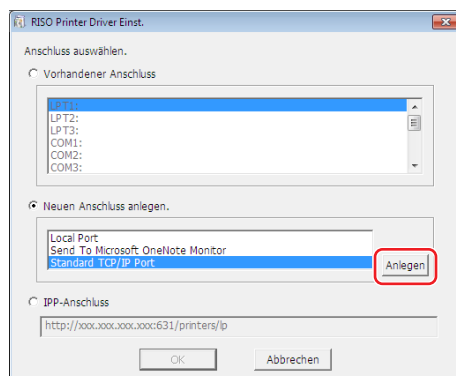 RISO Printer Driver Einst.
Anschluss auswählen.
Vorhandener Anschluss
LPT1:
LPT2:
LPT3:
COM1:
COM2:
COM3:
Neuen Anschluss anlegen.
Local Port
Send To Microsoft OneNote Monitor
Standard TCP/IP Port
Anlegen
IPP-Anschluss
http://xxx.xxx.xxx.xxx:631/printers/lp
OK Abbrechen